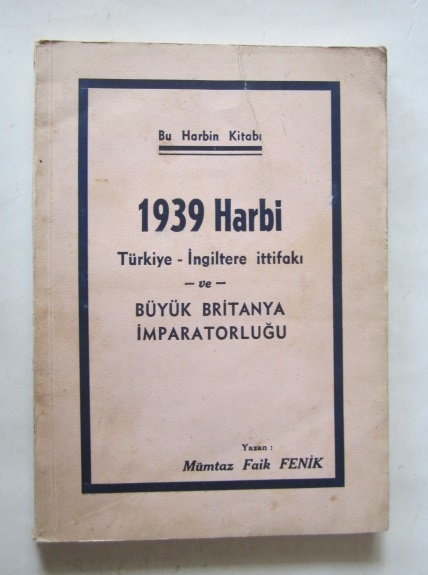 Bu Harbin Kitabı
1939 Harbi
Türkiye - İngiltere ittifakı
- ve -
BÜYÜK BRİTANYA
İMPARATORLUĞU
Yazan :
Mümtaz Faik FENİK